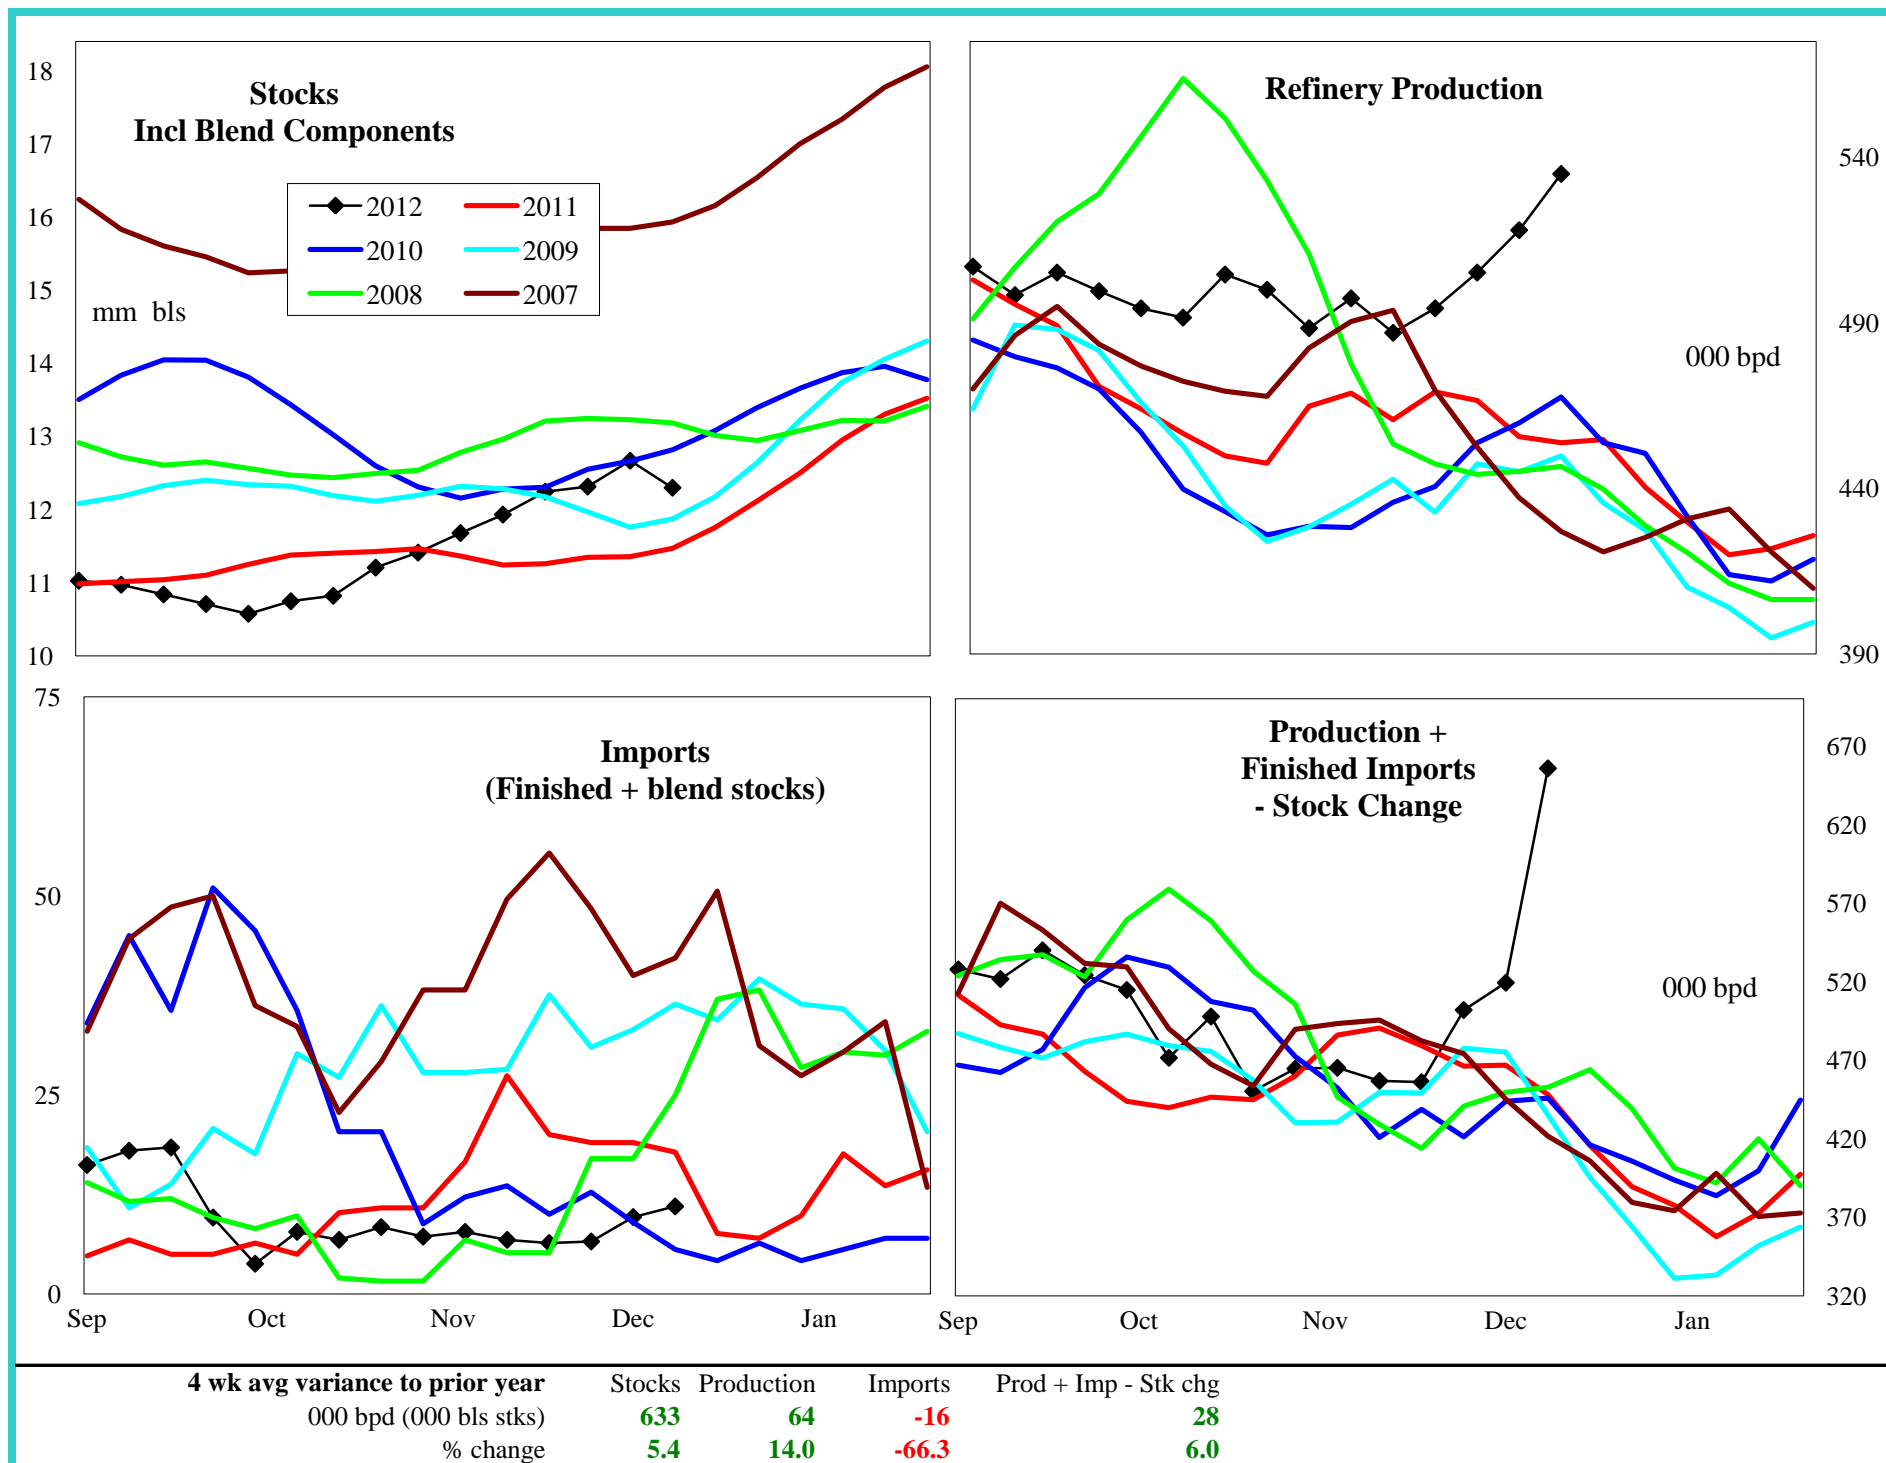 Stocks
Incl Blend Components
18
17
16
15
14
13
12
11
10
mm bls
2012
2011
2010
2009
2008
2007
Refinery Production
540
490
440
390
000 bpd
Imports
(Finished + blend stocks)
75
50
25
0
Sep
Oct
Nov
Dec
Jan
Production +
Finished Imports
- Stock Change
670
620
570
520
470
420
370
320
000 bpd
Sep
Oct
Nov
Dec
Jan
4 wk avg variance to prior year Stocks Production Imports Prod + Imp - Stk chg
000 bpd (000 bls stks) 633 64 -16 28
% change 5.4 14.0 -66.3 6.0